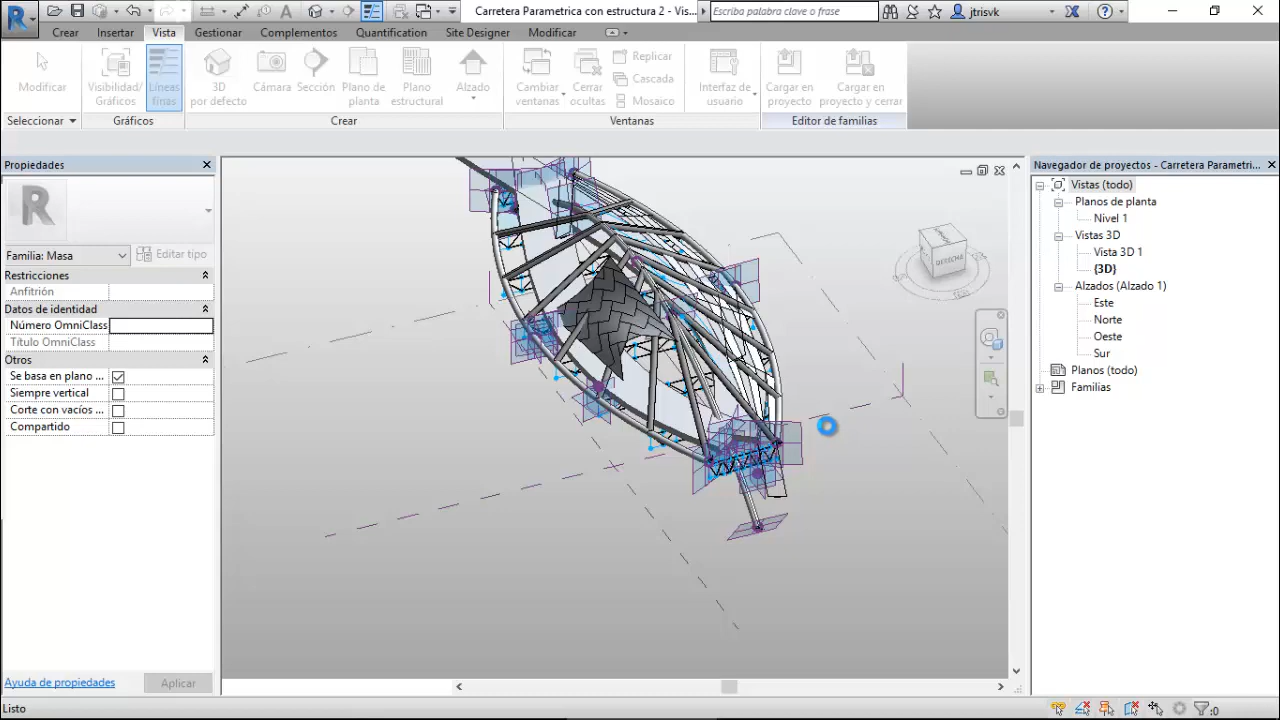 Carretera Parametrica con estructura 2 - Vis...
Escriba palabra clave o frase
jtrisvk
Crear
Insertar
Vista
Gestionar
Complementos
Quantification
Site Designer
Modificar
Modificar
Visibilidad/
Gráficos
Líneas
finas
3D
por defecto
Cámara
Sección
Plano de
planta
Plano
estructural
Alzado
Cambiar
ventanas
Cerrar
ocultas
Replicar
Cascada
Mosaico
Interfaz de
usuario
Cargar en
proyecto
Cargar en
proyecto y cerrar
Seleccionar
Gráficos
Crear
Ventanas
Editor de familias
Propiedades
Familia: Masa
Editar tipo
Restricciones
Anfitrión
Datos de identidad
Número OmniClass
Título OmniClass
Otros
Se basa en plano ...
Siempre vertical
Corte con vacíos ...
Compartido
Ayuda de propiedades
Aplicar
DERECHA
Navegador de proyectos - Carretera Parametri...
Vistas (todo)
Planos de planta
Nivel 1
Vistas 3D
Vista 3D 1
{3D}
Alzados (Alzado 1)
Este
Norte
Oeste
Sur
Planos (todo)
Familias
Listo
:0